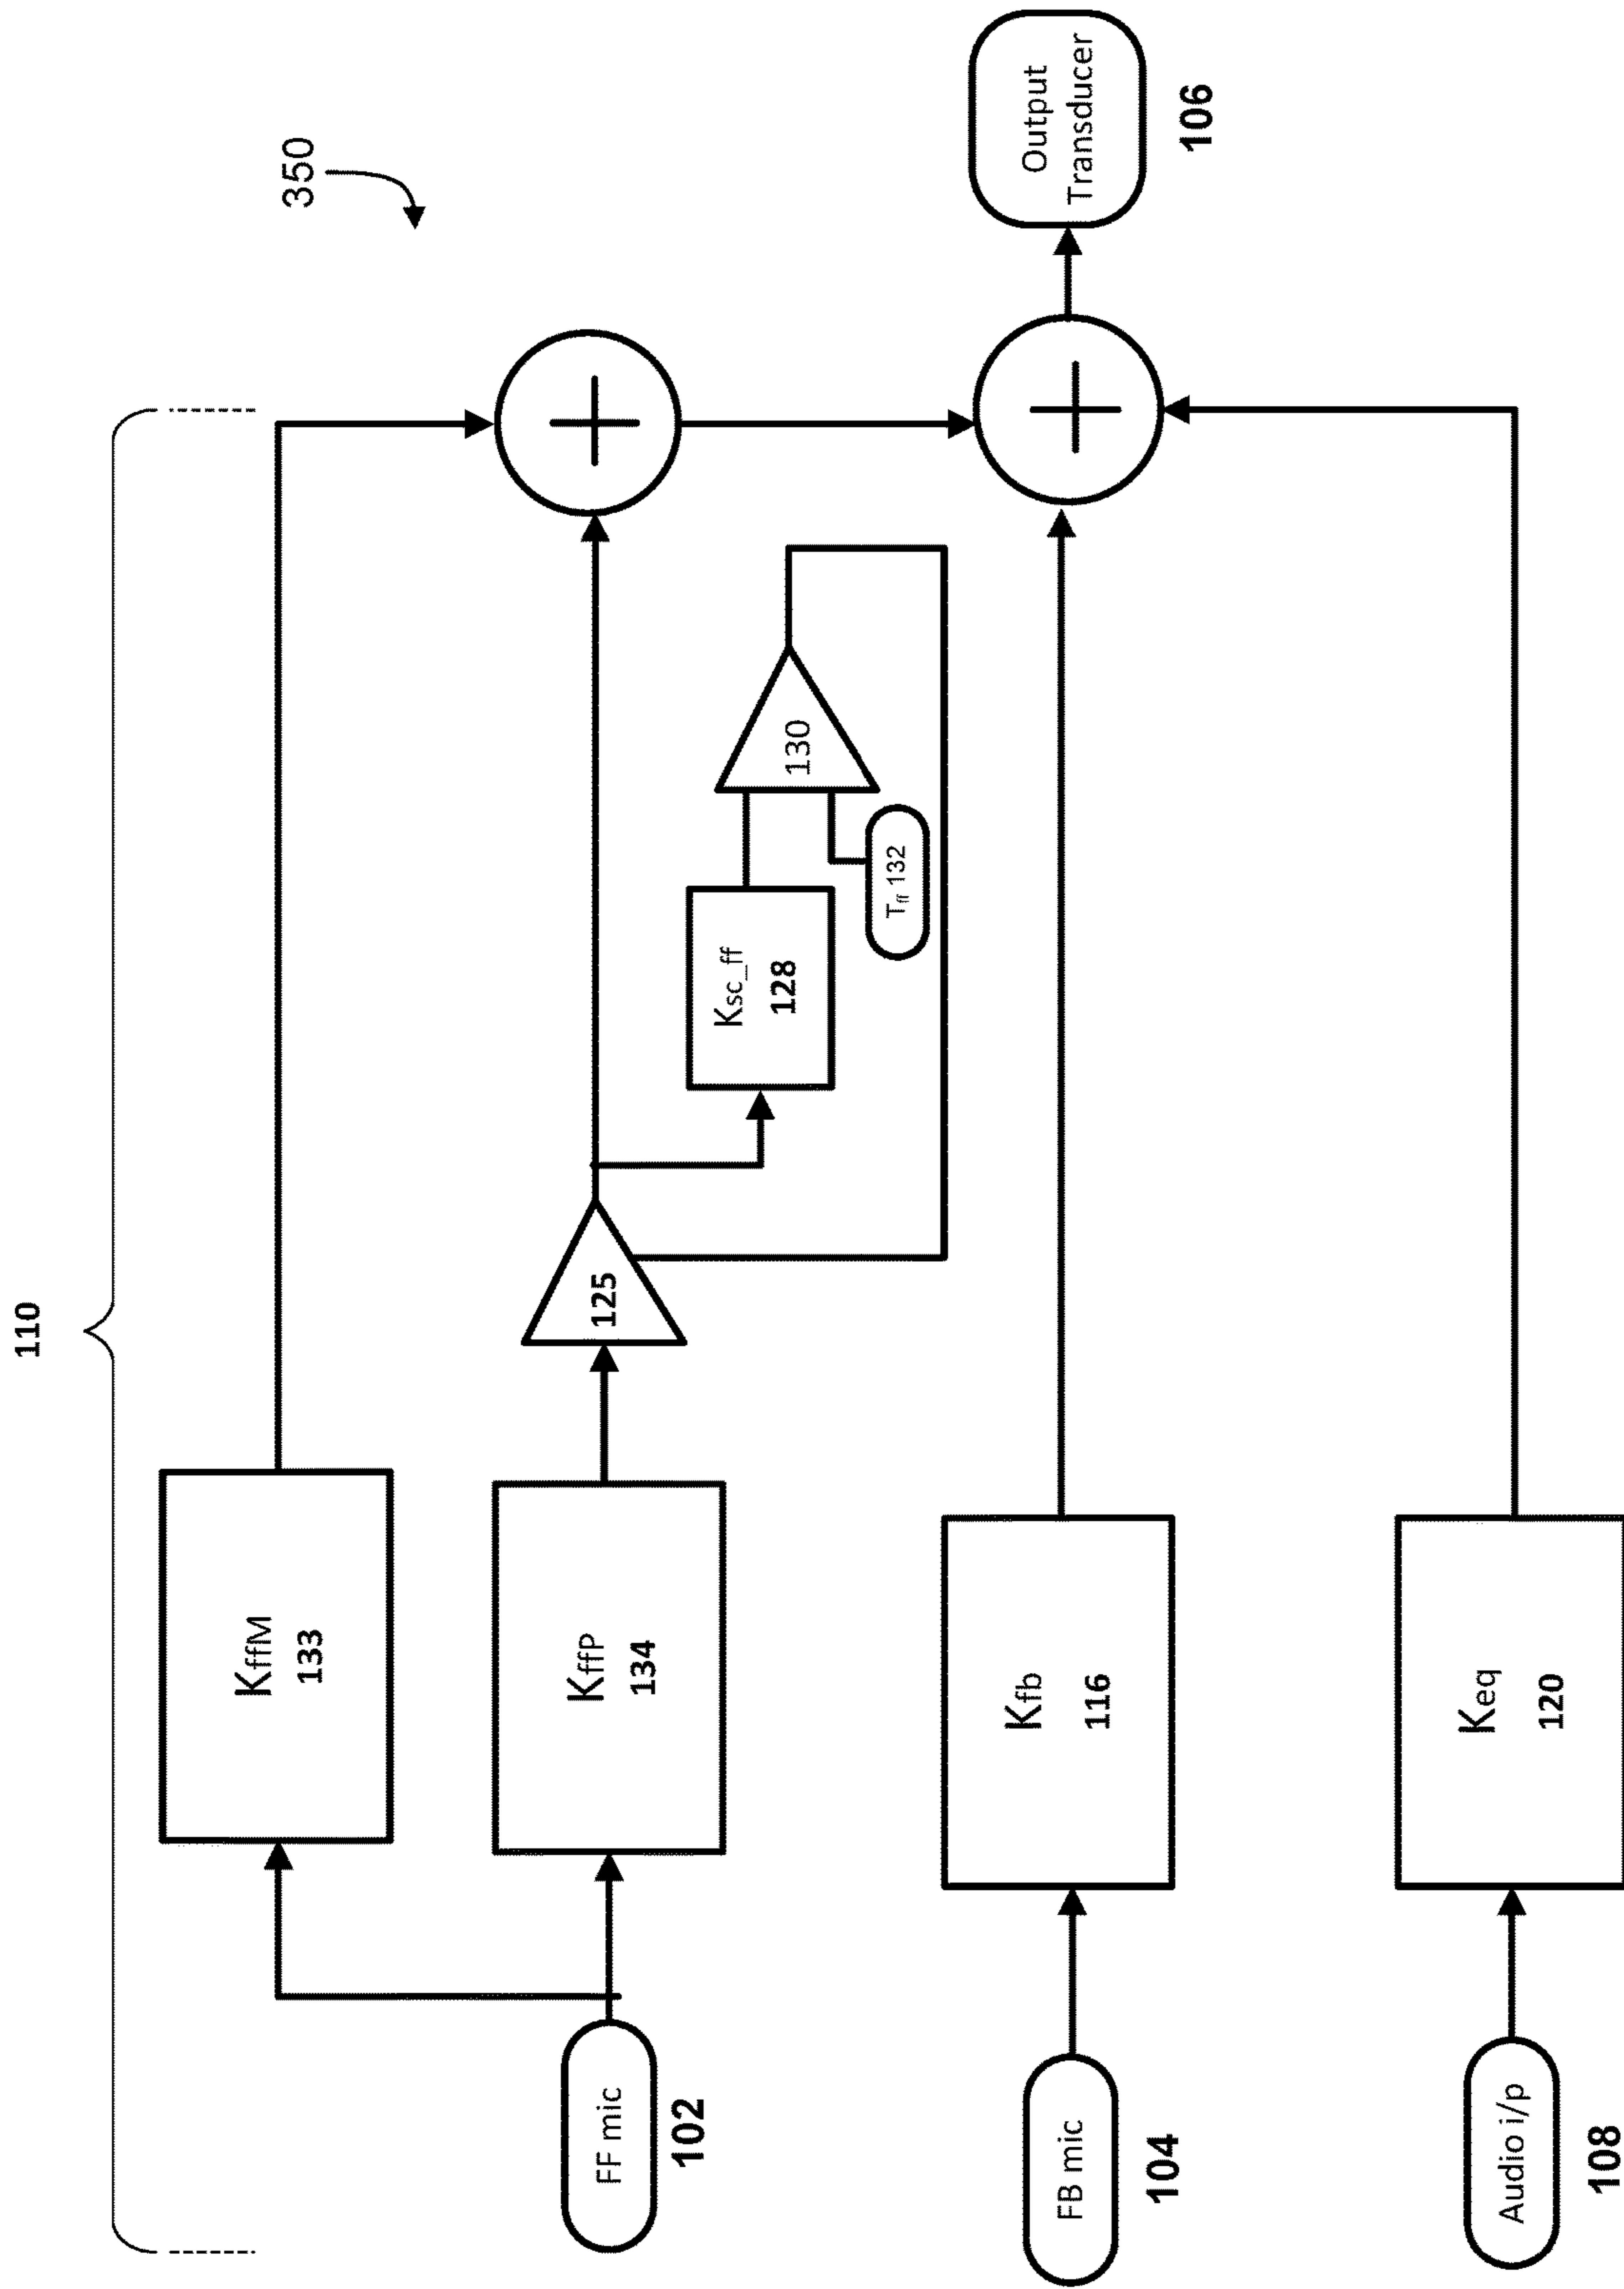 110
350
KffM
133
KffP
134
125
Ksc_ff
128
130
Tff 132
FF mic
102
Kfb
116
FB mic
104
Keq
120
Audio i/p
108
Output
Transducer
106